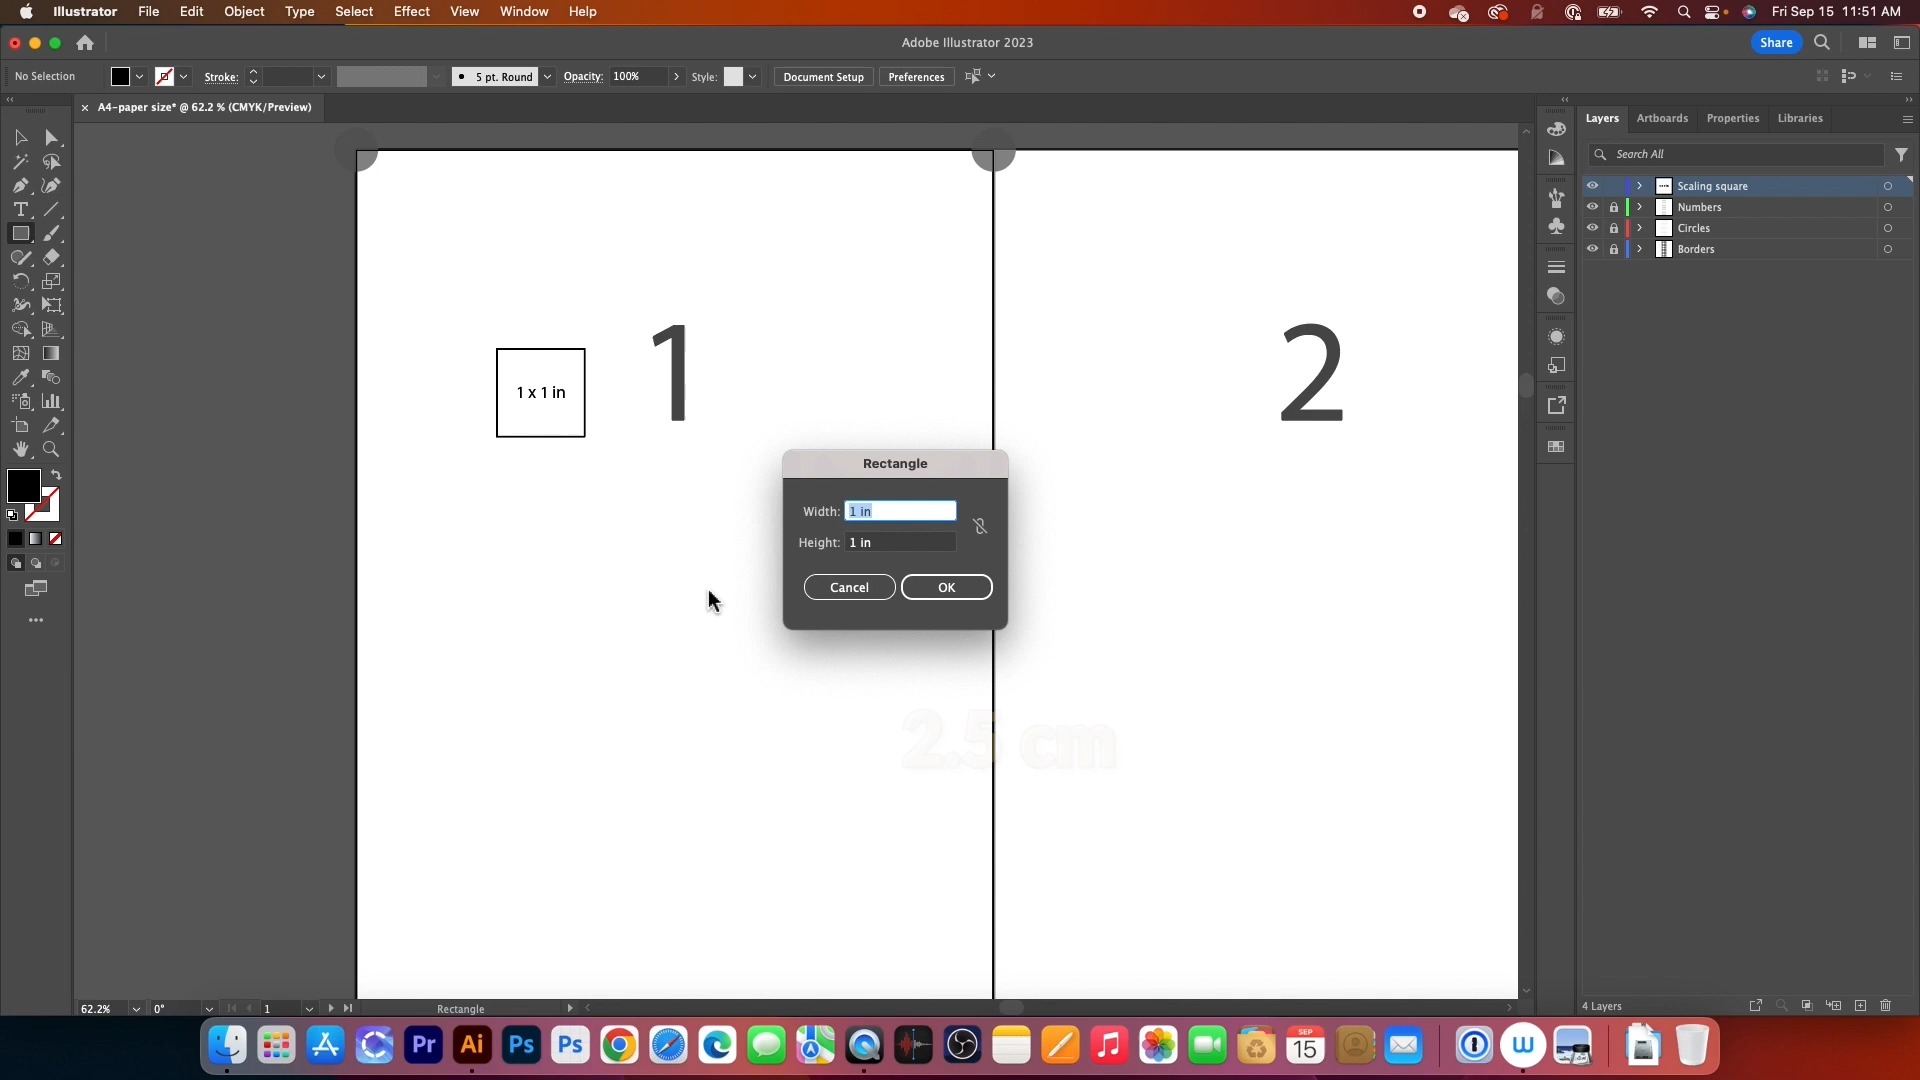 Illustrator File Edit Object Type Select Effect View Window Help
Fri Sep 15 11:51 AM
Adobe Illustrator 2023
Share
No Selection
Stroke:
5 pt. Round
Opacity: 100%
Style:
Document Setup
Preferences
A4-paper size* @ 62.2 % (CMYK/Preview)
Layers Artboards Properties Libraries
Search All
Scaling square
Numbers
Circles
Borders
1
2
1 x 1 in
Rectangle
Width: 1 in
Height: 1 in
Cancel OK
2.5 cm
62.2% 0° 1 Rectangle
4 Layers
Pr
Ai
Ps
Ps
SEP
15